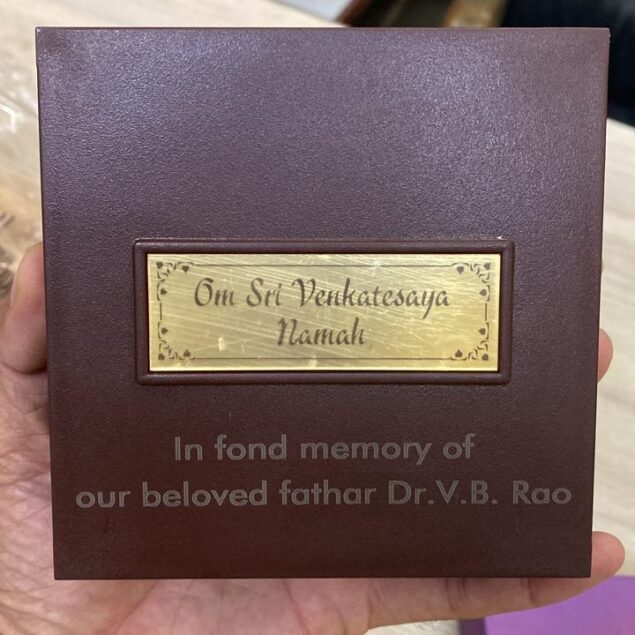 Om Sri Venkatesaya
Namah
In fond memory of
our beloved fathar Dr.V.B. Rao